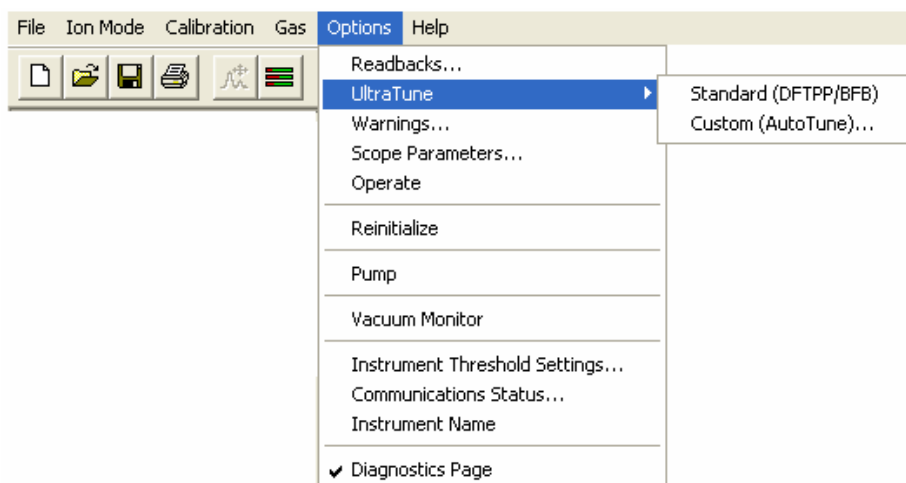 File Ion Mode Calibration Gas Options Help
Readbacks...
UltraTune
Standard (DFTPP/BFB)
Warnings...
Custom (AutoTune)...
Scope Parameters...
Operate
Reinitialize
Pump
Vacuum Monitor
Instrument Threshold Settings...
Communications Status...
Instrument Name
Diagnostics Page